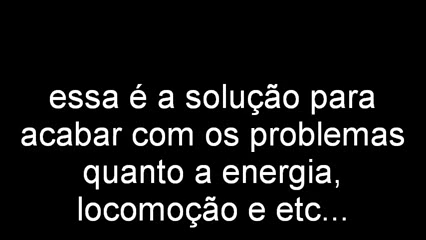 essa é a solução para
acabar com os problemas
quanto a energia,
locomoção e etc...